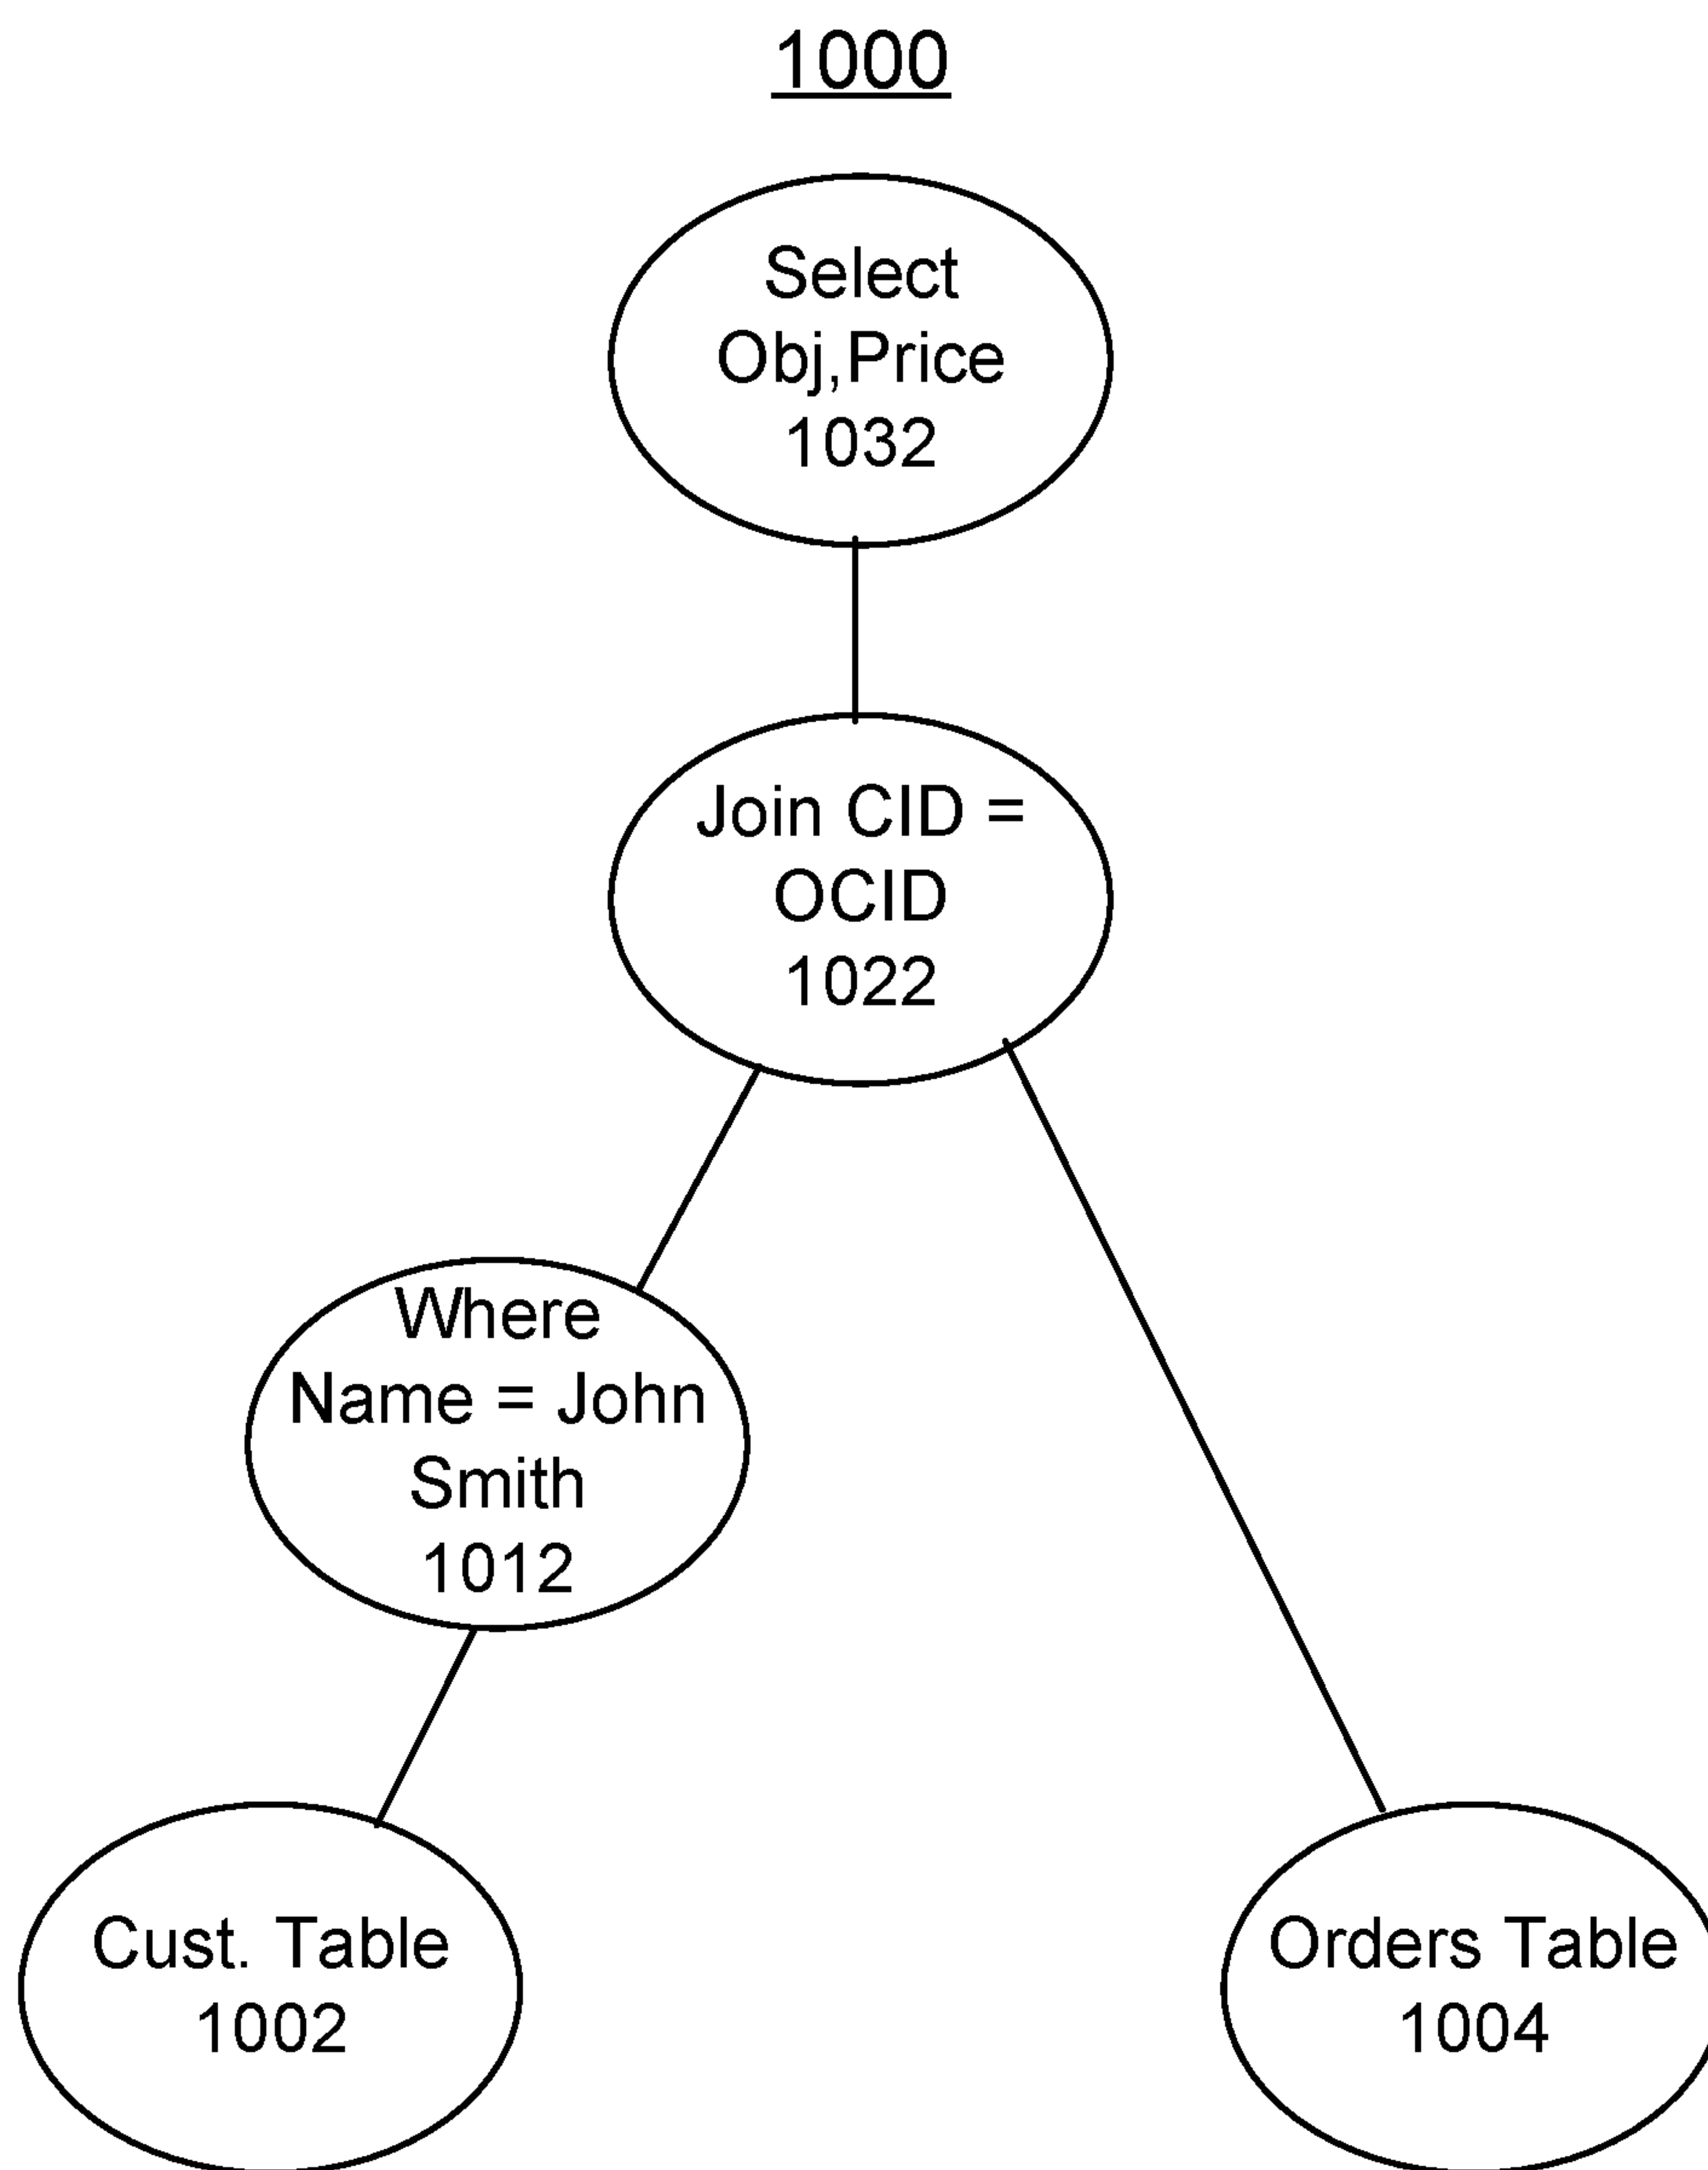 1000
Select
Obj,Price
1032
Join CID =
OCID
1022
Where
Name = John
Smith
1012
Cust. Table
1002
Orders Table
1004